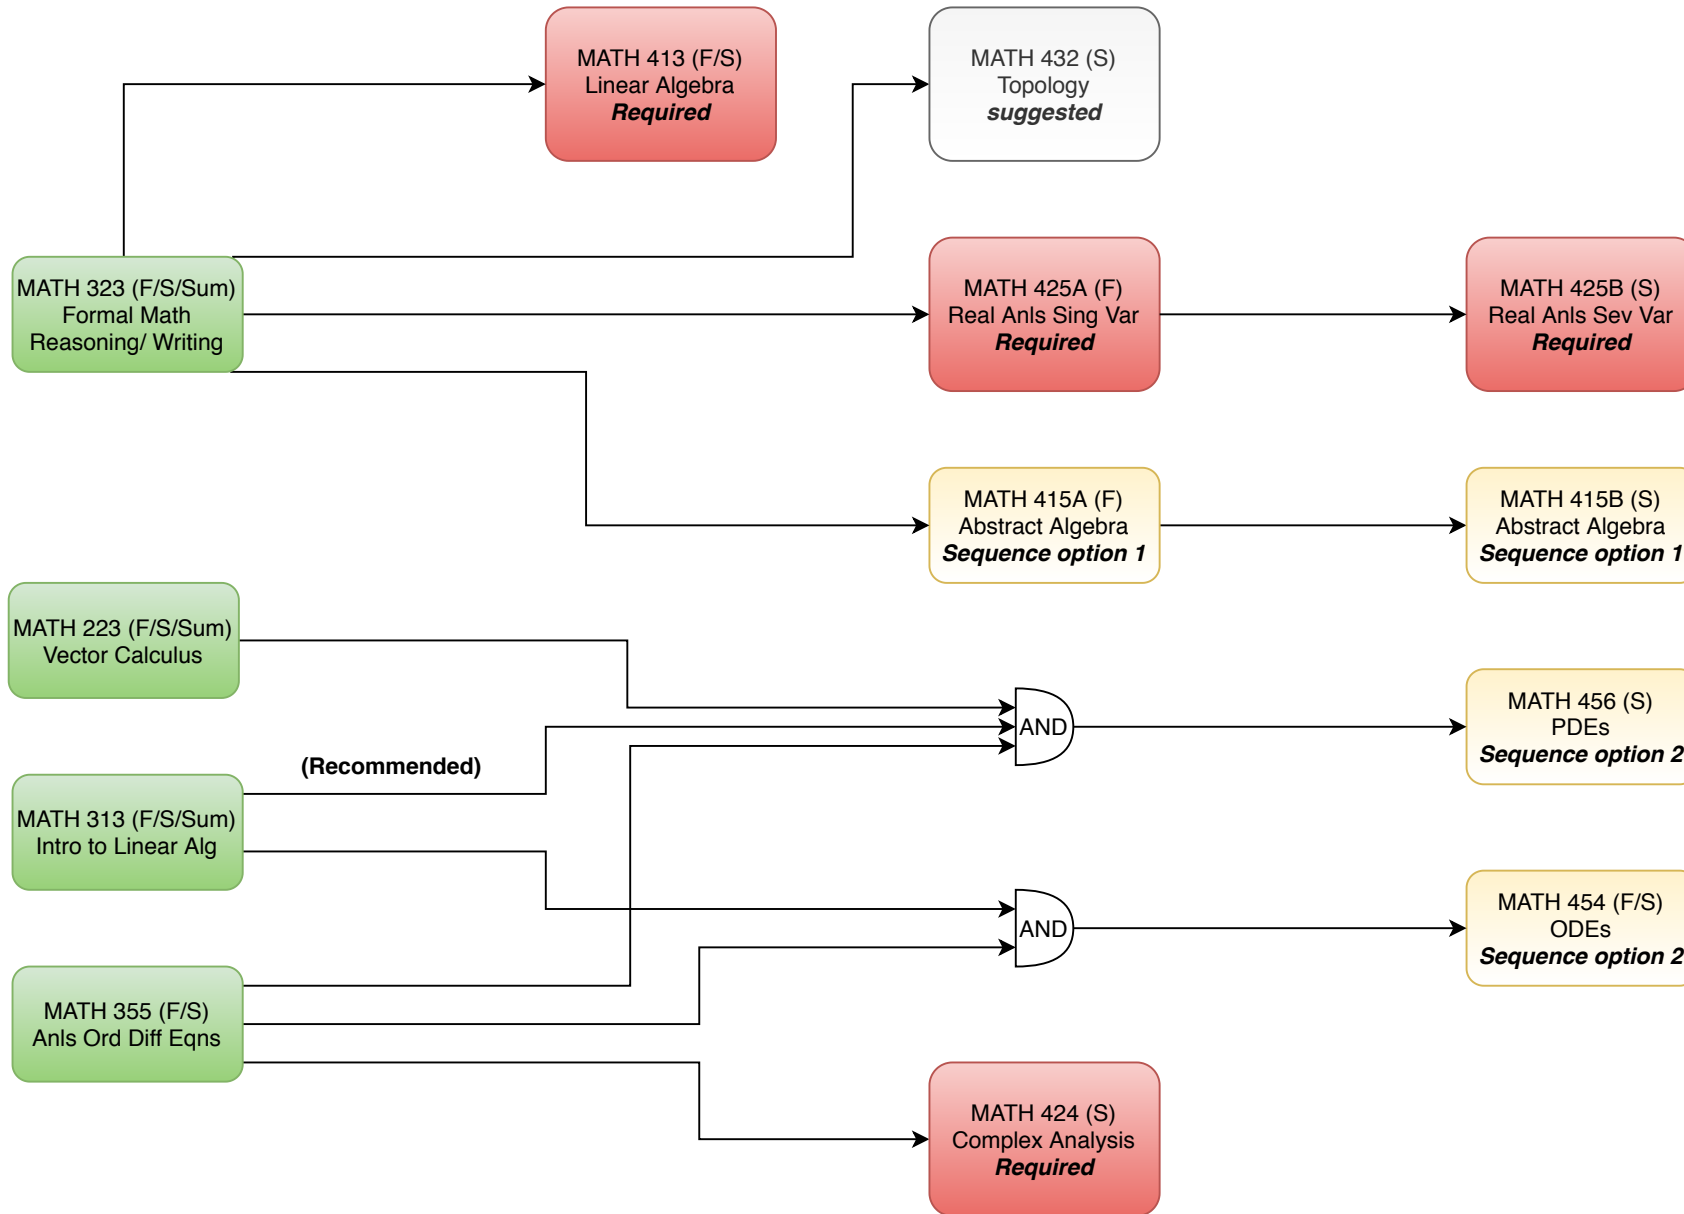 MATH 413 (F/S)
Linear Algebra
Required
MATH 432 (S)
Topology
suggested
MATH 323 (F/S/Sum)
Formal Math
Reasoning/ Writing
MATH 425A (F)
Real Anls Sing Var
Required
MATH 425B (S)
Real Anls Sev Var
Required
MATH 415A (F)
Abstract Algebra
Sequence option 1
MATH 415B (S)
Abstract Algebra
Sequence option 1
MATH 223 (F/S/Sum)
Vector Calculus
AND
MATH 456 (S)
PDEs
Sequence option 2
(Recommended)
MATH 313 (F/S/Sum)
Intro to Linear Alg
AND
MATH 454 (F/S)
ODEs
Sequence option 2
MATH 355 (F/S)
Anls Ord Diff Eqns
MATH 424 (S)
Complex Analysis
Required